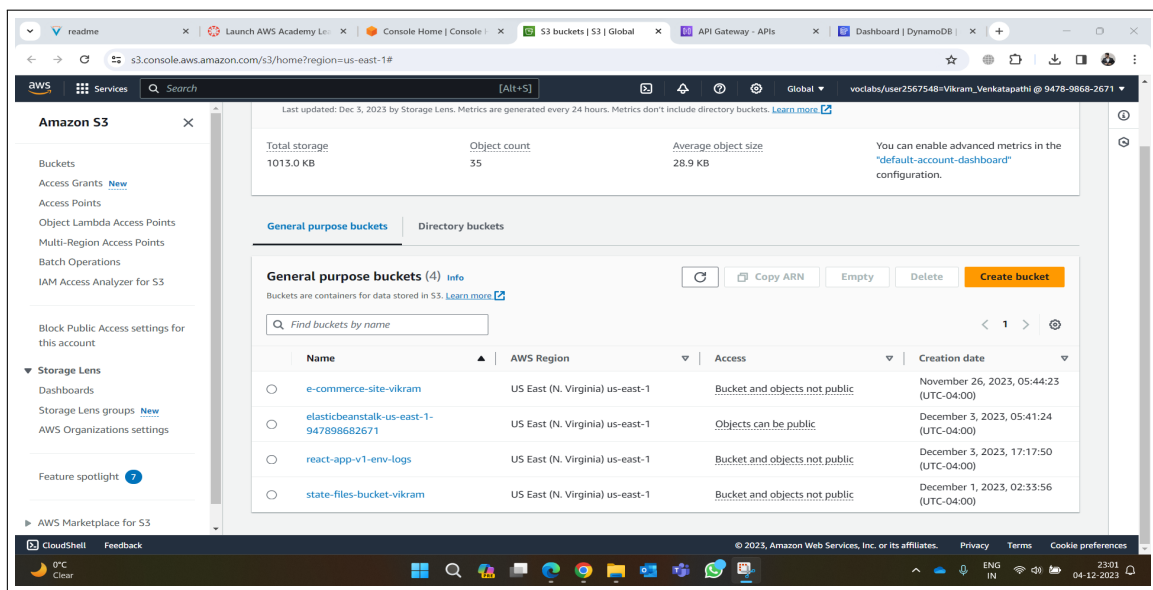 readme
Launch AWS Academy Le
Console Home | Console
S3 buckets | S3 | Global
API Gateway - APIs
Dashboard | DynamoDB |
s3.console.aws.amazon.com/s3/home?region=us-east-1#
aws
Services
Search
[Alt+S]
Global
voclabs/user2567548=Vikram_Venkatapathi @ 9478-9868-2671
Amazon S3
Buckets
Access Grants New
Access Points
Object Lambda Access Points
Multi-Region Access Points
Batch Operations
IAM Access Analyzer for S3
Block Public Access settings for
this account
Storage Lens
Dashboards
Storage Lens groups New
AWS Organizations settings
Feature spotlight 7
AWS Marketplace for S3
Last updated: Dec 3, 2023 by Storage Lens. Metrics are generated every 24 hours. Metrics don't include directory buckets. Learn more
Total storage
1013.0 KB
Object count
35
Average object size
28.9 KB
You can enable advanced metrics in the
"default-account-dashboard"
configuration.
General purpose buckets
Directory buckets
General purpose buckets (4) Info
Buckets are containers for data stored in S3. Learn more
Copy ARN
Empty
Delete
Create bucket
Find buckets by name
1
Name
AWS Region
Access
Creation date
e-commerce-site-vikram
US East (N. Virginia) us-east-1
Bucket and objects not public
November 26, 2023, 05:44:23
(UTC-04:00)
elasticbeanstalk-us-east-1-
947898682671
US East (N. Virginia) us-east-1
Objects can be public
December 3, 2023, 05:41:24
(UTC-04:00)
react-app-v1-env-logs
US East (N. Virginia) us-east-1
Bucket and objects not public
December 3, 2023, 17:17:50
(UTC-04:00)
state-files-bucket-vikram
US East (N. Virginia) us-east-1
Bucket and objects not public
December 1, 2023, 02:33:56
(UTC-04:00)
CloudShell
Feedback
© 2023, Amazon Web Services, Inc. or its affiliates.
Privacy
Terms
Cookie preferences
0°C
Clear
ENG
IN
23:01
04-12-2023